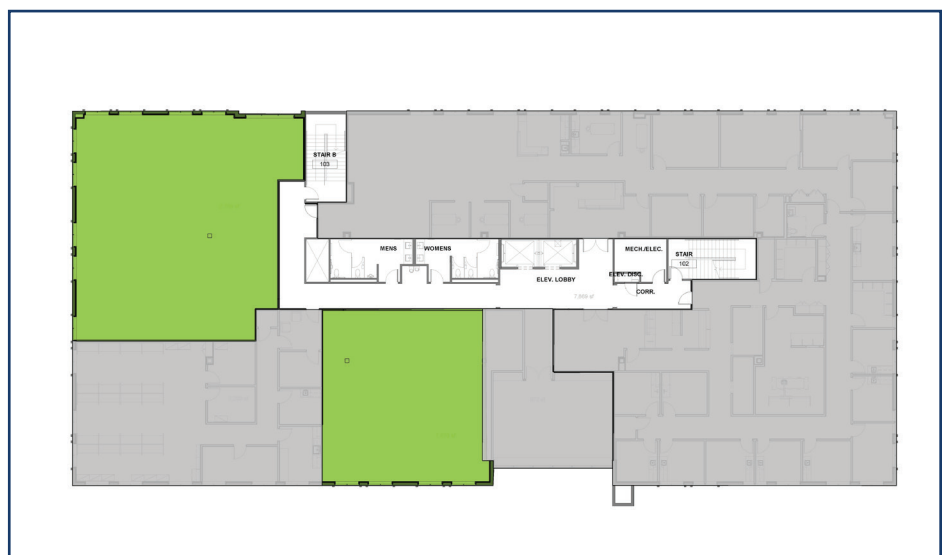 STAIR B
103
MENS
WOMENS
MECH./ELEC.
STAIR
102
ELEV. DISC.
ELEV. LOBBY
CORR.